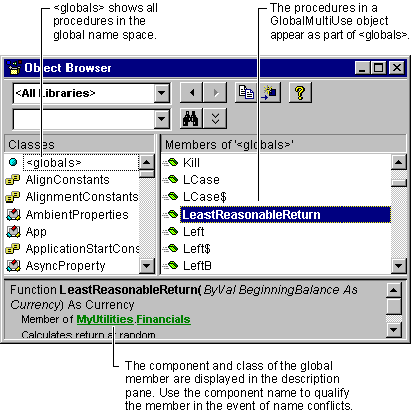 <globals> shows all
procedures in the
global name space.
The procedures in a
GlobalMultiUse object
appear as part of <globals>.
Object Browser
<All Libraries>
Classes
Members of '<globals>'
<globals>
AlignConstants
AlignmentConstants
AmbientProperties
App
ApplicationStartCons
AsyncProperty
Kill
LCase
LCase$
LeastReasonableReturn
Left
Left$
LeftB
Function LeastReasonableReturn(ByVal BeginningBalance As
Currency) As Currency
Member of MyUtilities.Financials
Calculates return at random
The component and class of the global
member are displayed in the description
pane. Use the component name to qualify
the member in the event of name conflicts.